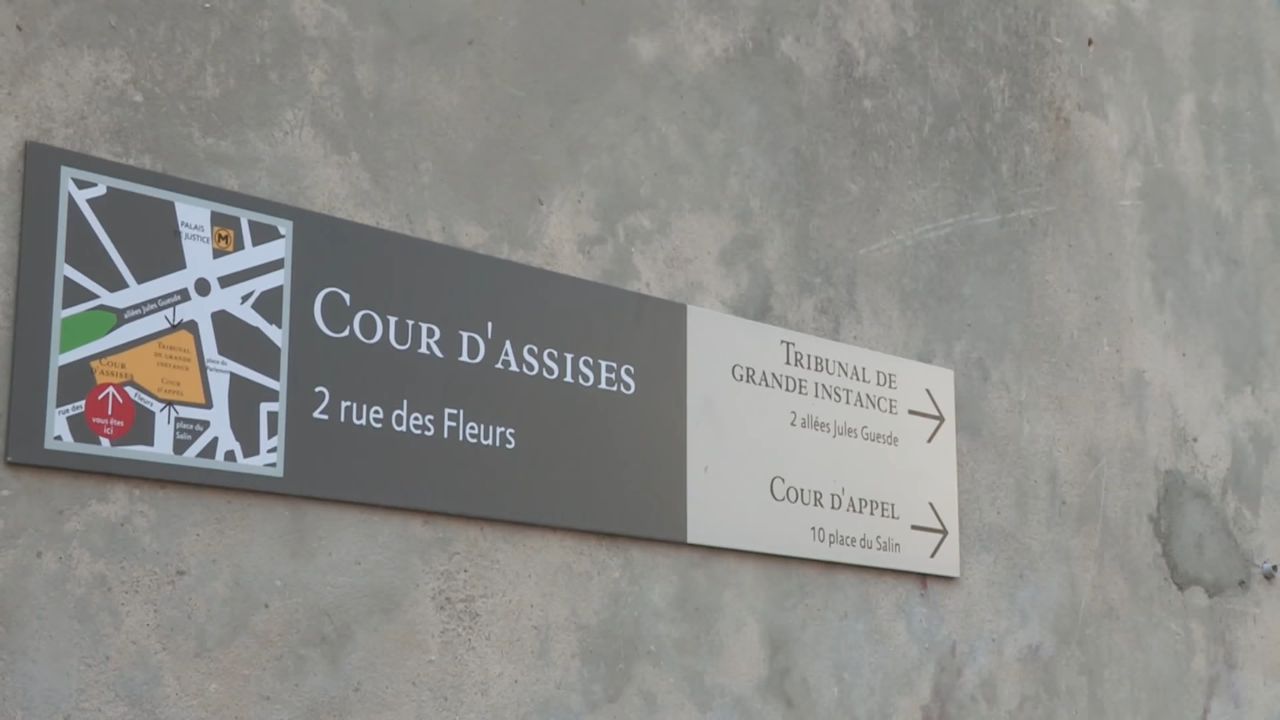 PALAIS
DE JUSTICE
M
allées Jules Guesde
TRIBUNAL
DE GRANDE
INSTANCE
COUR
D'ASSISES
COUR
D'APPEL
place du
Parlement
rue des
Fleurs
vous êtes
ici
place du
Salin
COUR D'ASSISES
2 rue des Fleurs
TRIBUNAL DE
GRANDE INSTANCE
2 allées Jules Guesde
COUR D'APPEL
10 place du Salin